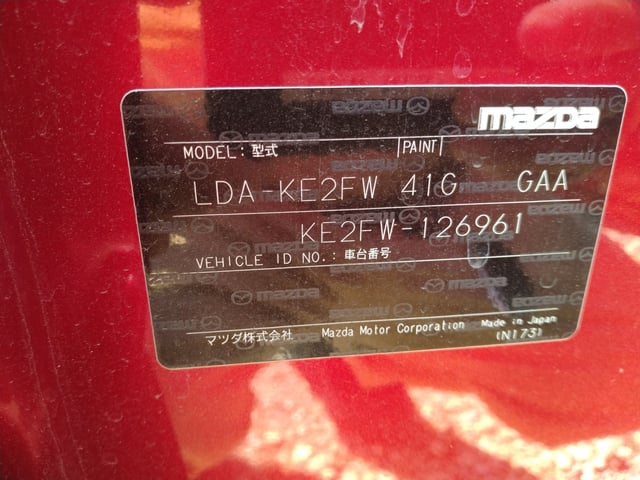 mazda
MODEL: 型式 PAINT
LDA-KE2FW 41G GAA
KE2FW-126961
VEHICLE ID NO.: 車台番号
マツダ株式会社 Mazda Motor Corporation Made in Japan
(N173)